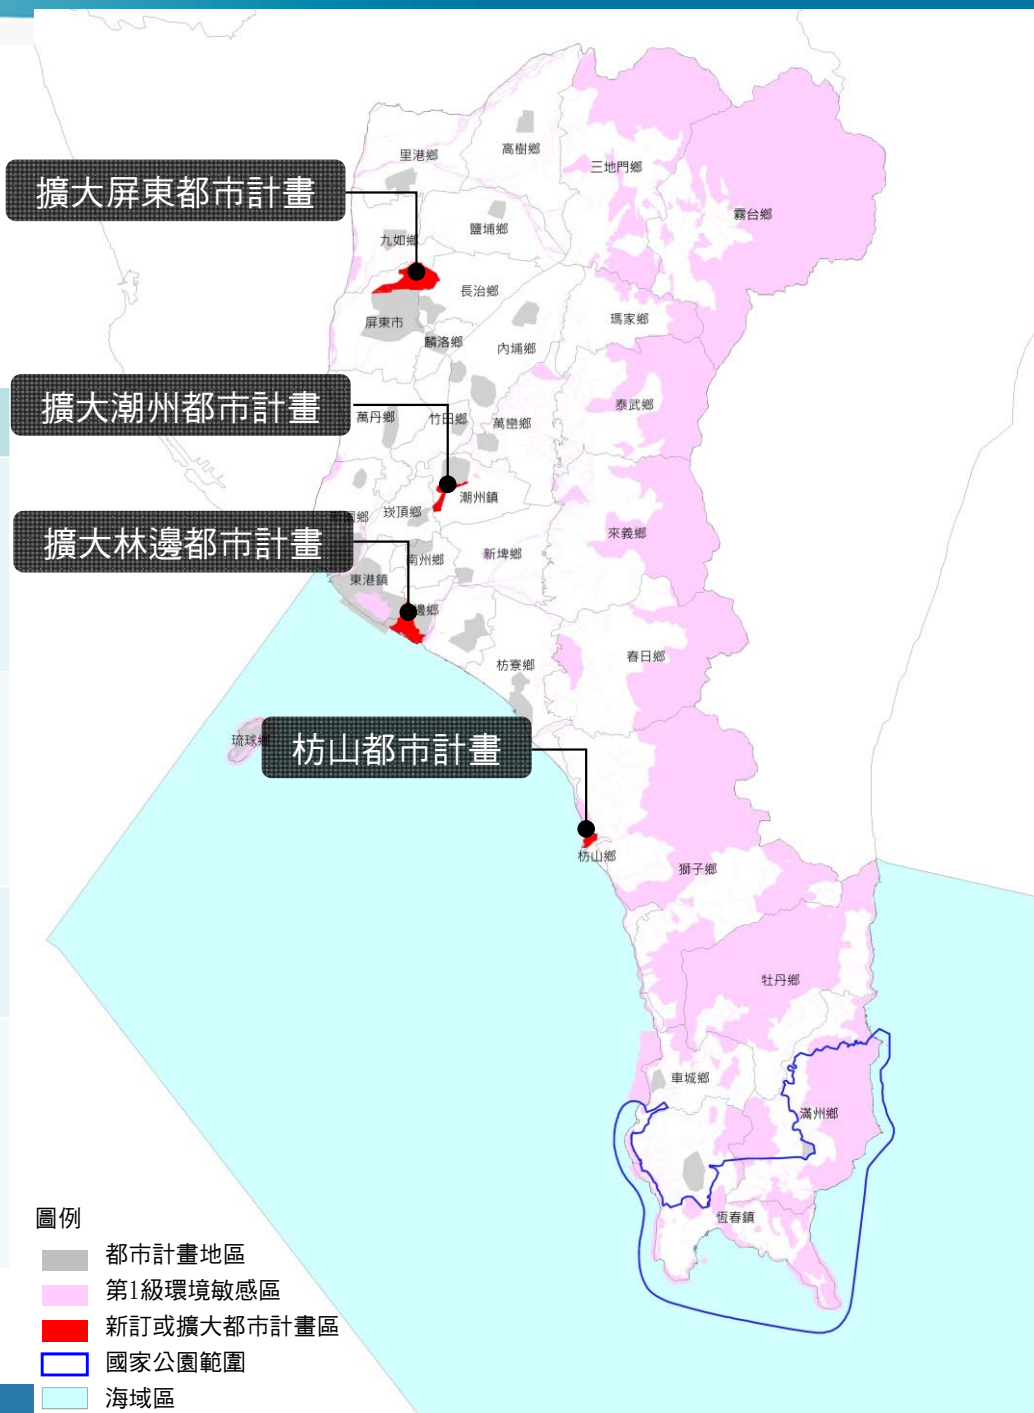 里港鄉
高樹鄉
三地門鄉
霧台鄉
擴大屏東都市計畫
鹽埔鄉
九如鄉
長治鄉
屏東市
瑪家鄉
麟洛鄉
內埔鄉
擴大潮州都市計畫
泰武鄉
萬丹鄉
竹田鄉
萬巒鄉
潮州鎮
崁頂鄉
來義鄉
擴大林邊都市計畫
南州鄉
新埤鄉
東港鎮
邊鄉
春日鄉
枋寮鄉
琉球鄉
枋山都市計畫
枋山鄉
獅子鄉
牡丹鄉
車城鄉
滿州鄉
恆春鎮
圖例
都市計畫地區
第1級環境敏感區
新訂或擴大都市計畫區
國家公園範圍
海域區